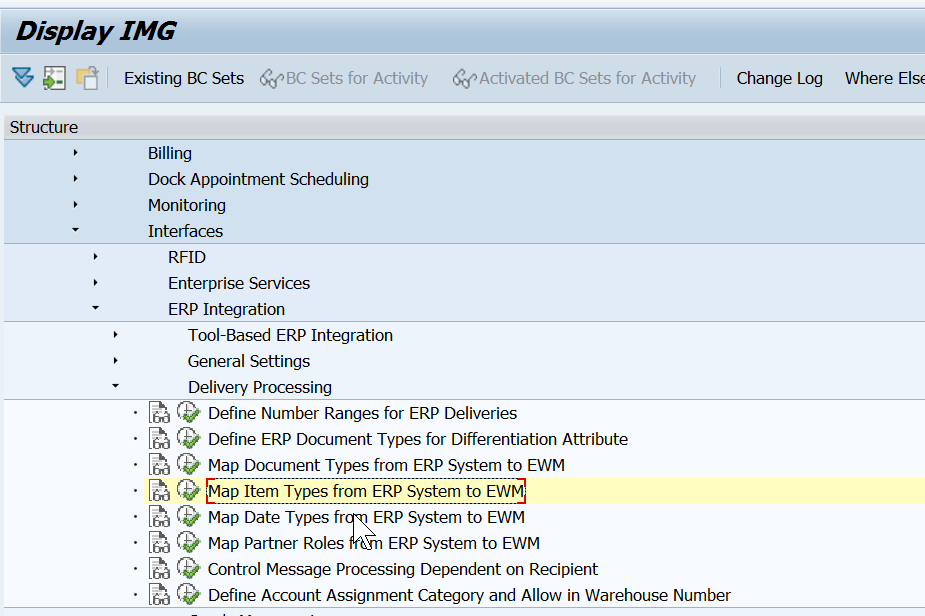 Display IMG
Existing BC Sets BC Sets for Activity Activated BC Sets for Activity Change Log Where Else
Structure
Billing
Dock Appointment Scheduling
Monitoring
Interfaces
RFID
Enterprise Services
ERP Integration
Tool-Based ERP Integration
General Settings
Delivery Processing
Define Number Ranges for ERP Deliveries
Define ERP Document Types for Differentiation Attribute
Map Document Types from ERP System to EWM
Map Item Types from ERP System to EWM
Map Date Types from ERP System to EWM
Map Partner Roles from ERP System to EWM
Control Message Processing Dependent on Recipient
Define Account Assignment Category and Allow in Warehouse Number